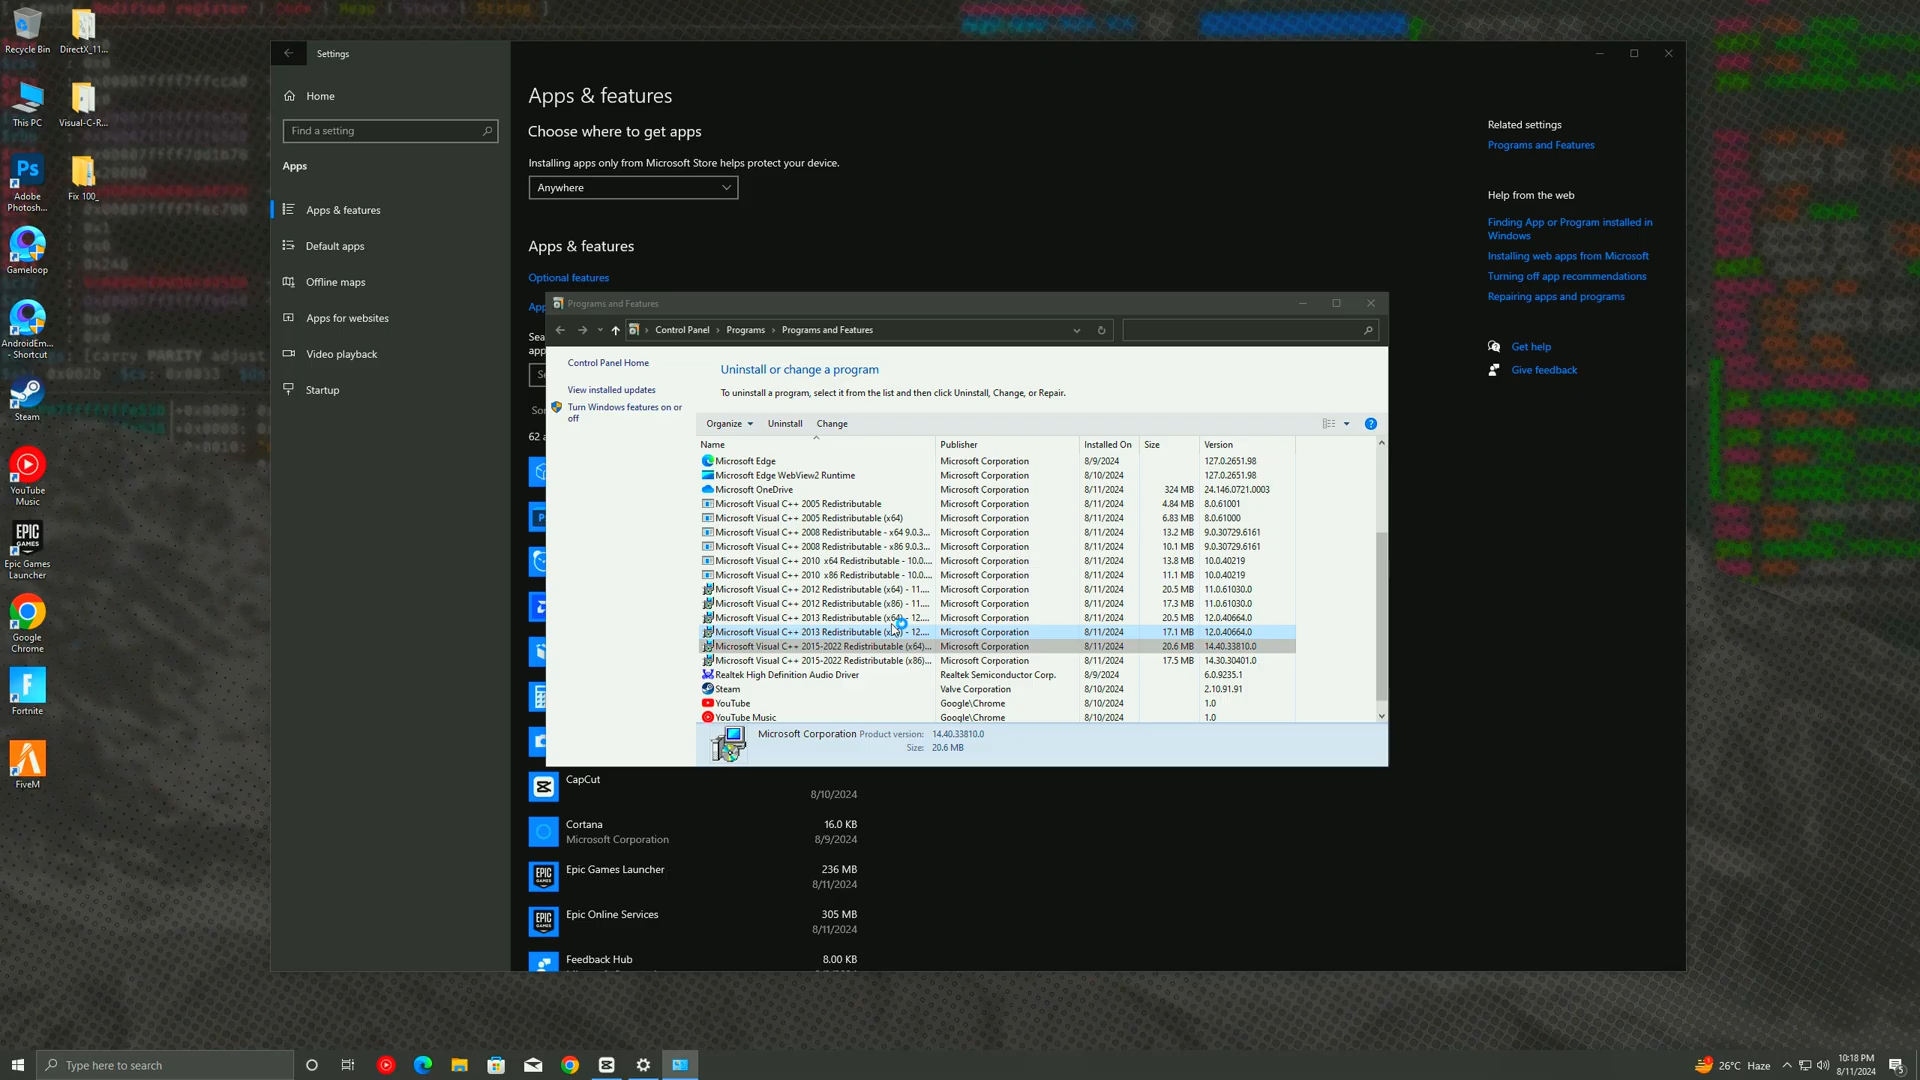 Recycle Bin
DirectX_11...
This PC
Visual-C-R...
Adobe
Photosh...
Fix 100_
Gameloop
AndroidEm...
- Shortcut
Steam
YouTube
Music
Epic Games
Launcher
Google
Chrome
Fortnite
FiveM
Settings
Home
Find a setting
Apps
Apps & features
Default apps
Offline maps
Apps for websites
Video playback
Startup
Apps & features
Choose where to get apps
Installing apps only from Microsoft Store helps protect your device.
Anywhere
Apps & features
Optional features
Related settings
Programs and Features
Help from the web
Finding App or Program installed in
Windows
Installing web apps from Microsoft
Turning off app recommendations
Repairing apps and programs
Get help
Give feedback
Programs and Features
Control Panel > Programs > Programs and Features
Control Panel Home
View installed updates
Turn Windows features on or
off
Uninstall or change a program
To uninstall a program, select it from the list and then click Uninstall, Change, or Repair.
Organize Uninstall Change
Name Publisher Installed On Size Version
Microsoft Edge Microsoft Corporation 8/9/2024 127.0.2651.98
Microsoft Edge WebView2 Runtime Microsoft Corporation 8/10/2024 127.0.2651.98
Microsoft OneDrive Microsoft Corporation 8/11/2024 324 MB 24.146.0721.0003
Microsoft Visual C++ 2005 Redistributable Microsoft Corporation 8/11/2024 4.84 MB 8.0.61001
Microsoft Visual C++ 2005 Redistributable (x64) Microsoft Corporation 8/11/2024 6.83 MB 8.0.61000
Microsoft Visual C++ 2008 Redistributable - x64 9.0.3... Microsoft Corporation 8/11/2024 13.2 MB 9.0.30729.6161
Microsoft Visual C++ 2008 Redistributable - x86 9.0.3... Microsoft Corporation 8/11/2024 10.1 MB 9.0.30729.6161
Microsoft Visual C++ 2010 x64 Redistributable - 10.0.... Microsoft Corporation 8/11/2024 13.8 MB 10.0.40219
Microsoft Visual C++ 2010 x86 Redistributable - 10.0.... Microsoft Corporation 8/11/2024 11.1 MB 10.0.40219
Microsoft Visual C++ 2012 Redistributable (x64) - 11.... Microsoft Corporation 8/11/2024 20.5 MB 11.0.61030.0
Microsoft Visual C++ 2012 Redistributable (x86) - 11.... Microsoft Corporation 8/11/2024 17.3 MB 11.0.61030.0
Microsoft Visual C++ 2013 Redistributable (x64) - 12.... Microsoft Corporation 8/11/2024 20.5 MB 12.0.40664.0
Microsoft Visual C++ 2013 Redistributable (x86) - 12.... Microsoft Corporation 8/11/2024 17.1 MB 12.0.40664.0
Microsoft Visual C++ 2015-2022 Redistributable (x64)... Microsoft Corporation 8/11/2024 20.6 MB 14.40.33810.0
Microsoft Visual C++ 2015-2022 Redistributable (x86)... Microsoft Corporation 8/11/2024 17.5 MB 14.30.30401.0
Realtek High Definition Audio Driver Realtek Semiconductor Corp. 8/9/2024 6.0.9235.1
Steam Valve Corporation 8/10/2024 2.10.91.91
YouTube Google\Chrome 8/10/2024 1.0
YouTube Music Google\Chrome 8/10/2024 1.0
Microsoft Corporation Product version: 14.40.33810.0
Size: 20.6 MB
CapCut
8/10/2024
Cortana 16.0 KB
Microsoft Corporation 8/9/2024
Epic Games Launcher 236 MB
8/11/2024
Epic Online Services 305 MB
8/11/2024
Feedback Hub 8.00 KB
Type here to search
26°C Haze
10:18 PM
8/11/2024